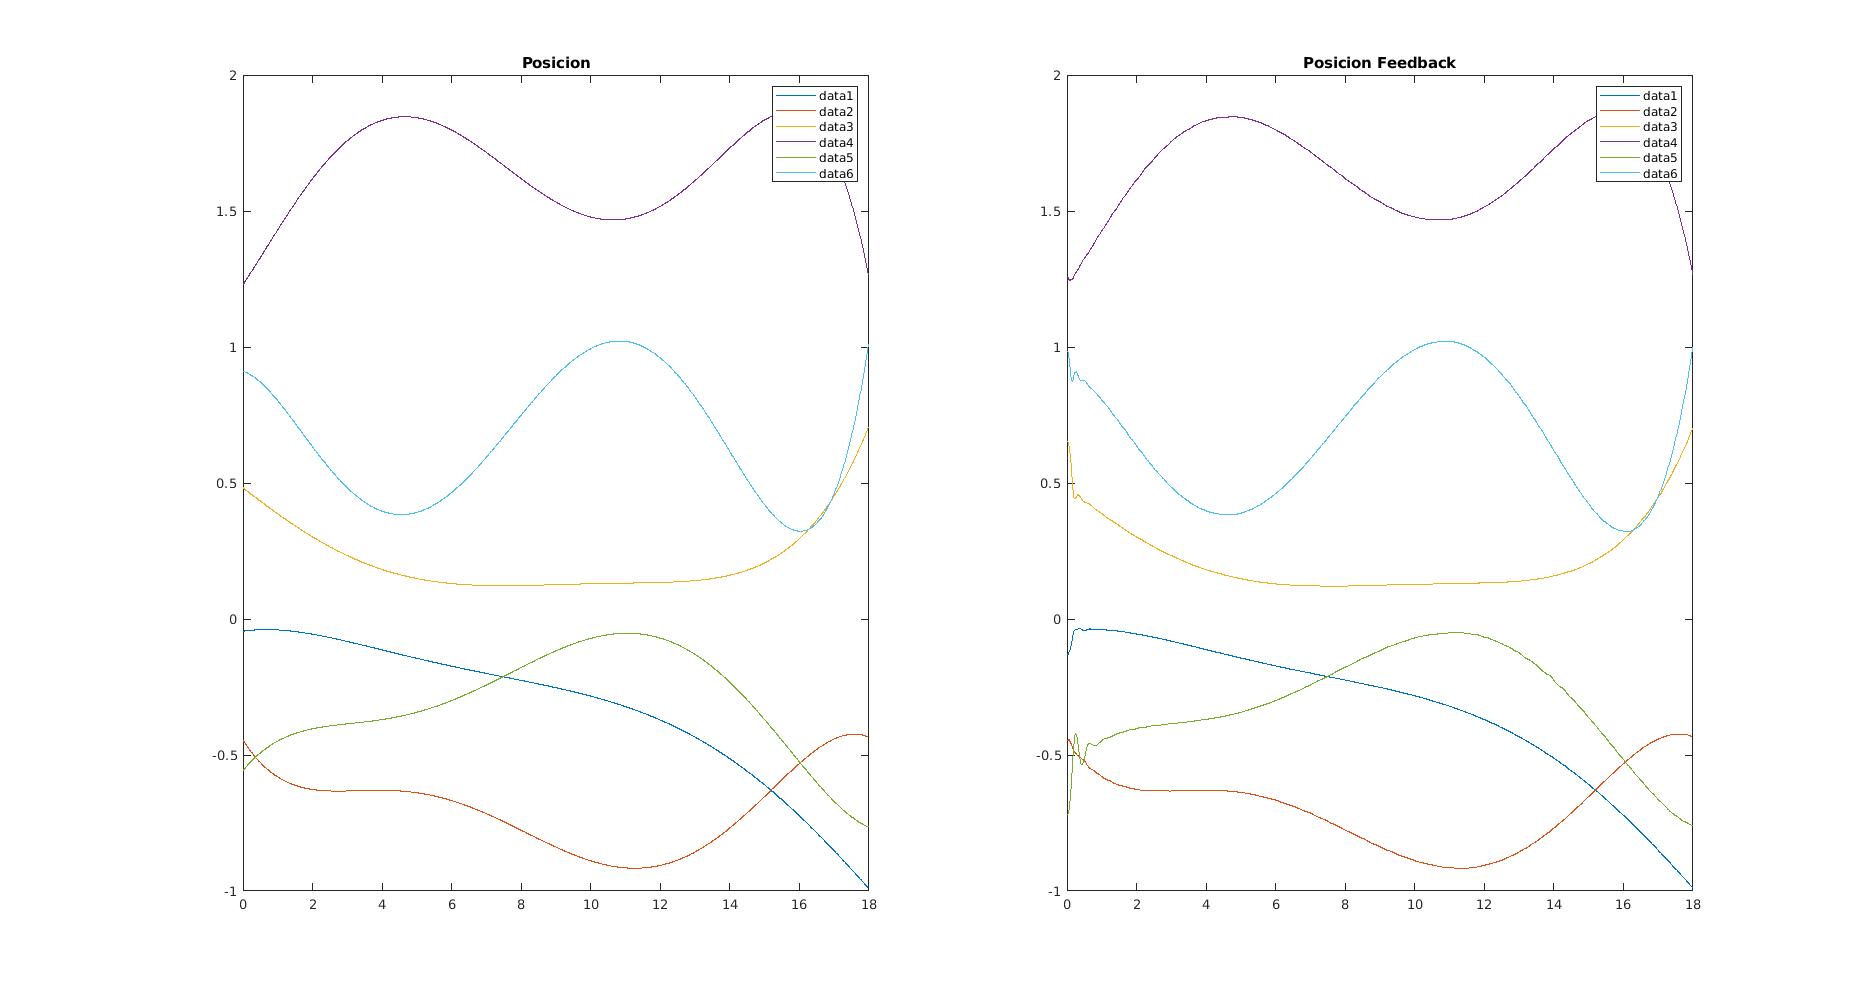 Posicion
2
1.5
1
0.5
0
-0.5
-1
0 2 4 6 8 10 12 14 16 18
data1
data2
data3
data4
data5
data6
Posicion Feedback
2
1.5
1
0.5
0
-0.5
-1
0 2 4 6 8 10 12 14 16 18
data1
data2
data3
data4
data5
data6